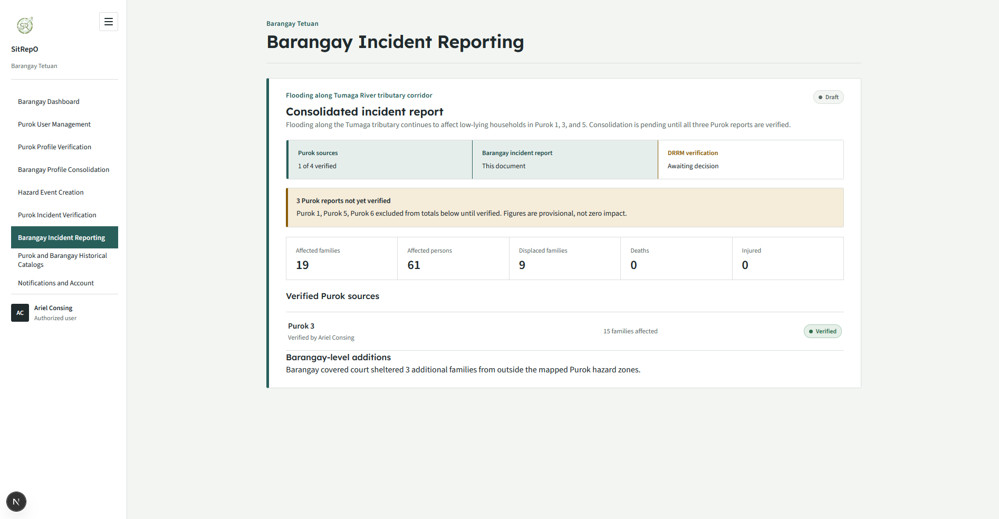 SR
SitRepO
Barangay Tetuan
Barangay Dashboard
Purok User Management
Purok Profile Verification
Barangay Profile Consolidation
Hazard Event Creation
Purok Incident Verification
Barangay Incident Reporting
Purok and Barangay Historical
Catalogs
Notifications and Account
AC
Ariel Consing
Authorized user
N
Barangay Tetuan
Barangay Incident Reporting
Flooding along Tumaga River tributary corridor
Draft
Consolidated incident report
Flooding along the Tumaga tributary continues to affect low-lying households in Purok 1, 3, and 5. Consolidation is pending until all three Purok reports are verified.
Purok sources
1 of 4 verified
Barangay incident report
This document
DRRM verification
Awaiting decision
3 Purok reports not yet verified
Purok 1, Purok 5, Purok 6 excluded from totals below until verified. Figures are provisional, not zero impact.
Affected families
19
Affected persons
61
Displaced families
9
Deaths
0
Injured
0
Verified Purok sources
Purok 3
Verified by Ariel Consing
15 families affected
Verified
Barangay-level additions
Barangay covered court sheltered 3 additional families from outside the mapped Purok hazard zones.